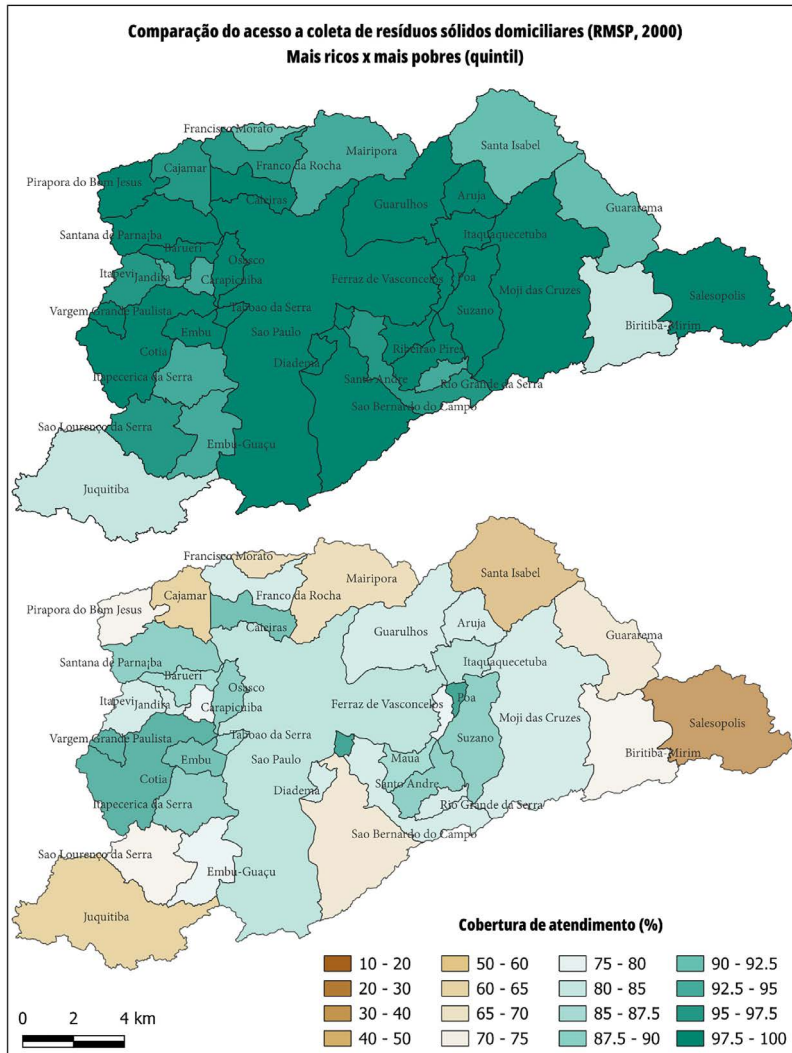 Comparação do acesso a coleta de resíduos sólidos domiciliares (RMSP, 2000)
Mais ricos x mais pobres (quintil)
Francisco Morato
Mairipora
Santa Isabel
Cajamar
Franco da Rocha
Pirapora do Bom Jesus
Caieiras
Guarulhos
Aruja
Guararema
Santana de Parnajba
Itaquaquecetuba
Barueri
Osasco
Itapevi
Jandira
Carapicuiba
Ferraz de Vasconcelos
Poa
Moji das Cruzes
Salesopolis
Vargem Grande Paulista
Taboao da Serra
Suzano
Embu
Sao Paulo
Biritiba-Mirim
Cotia
Diadema
Ribeirao Pires
Itapecerica da Serra
Santo Andre
Rio Grande da Serra
Sao Bernardo do Campo
Sao Lourenço da Serra
Embu-Guaçu
Juquitiba
Francisco Morato
Mairipora
Santa Isabel
Cajamar
Franco da Rocha
Pirapora do Bom Jesus
Caieiras
Guarulhos
Aruja
Guararema
Santana de Parnajba
Itaquaquecetuba
Barueri
Osasco
Itapevi
Jandira
Carapicuiba
Ferraz de Vasconcelos
Poa
Moji das Cruzes
Salesopolis
Vargem Grande Paulista
Taboao da Serra
Suzano
Embu
Sao Paulo
Mauá
Biritiba-Mirim
Cotia
Diadema
Santo Andre
Itapecerica da Serra
Rio Grande da Serra
Sao Bernardo do Campo
Sao Lourenço da Serra
Embu-Guaçu
Juquitiba
Cobertura de atendimento (%)
10 - 20
20 - 30
30 - 40
40 - 50
50 - 60
60 - 65
65 - 70
70 - 75
75 - 80
80 - 85
85 - 87.5
87.5 - 90
90 - 92.5
92.5 - 95
95 - 97.5
97.5 - 100
0 2 4 km